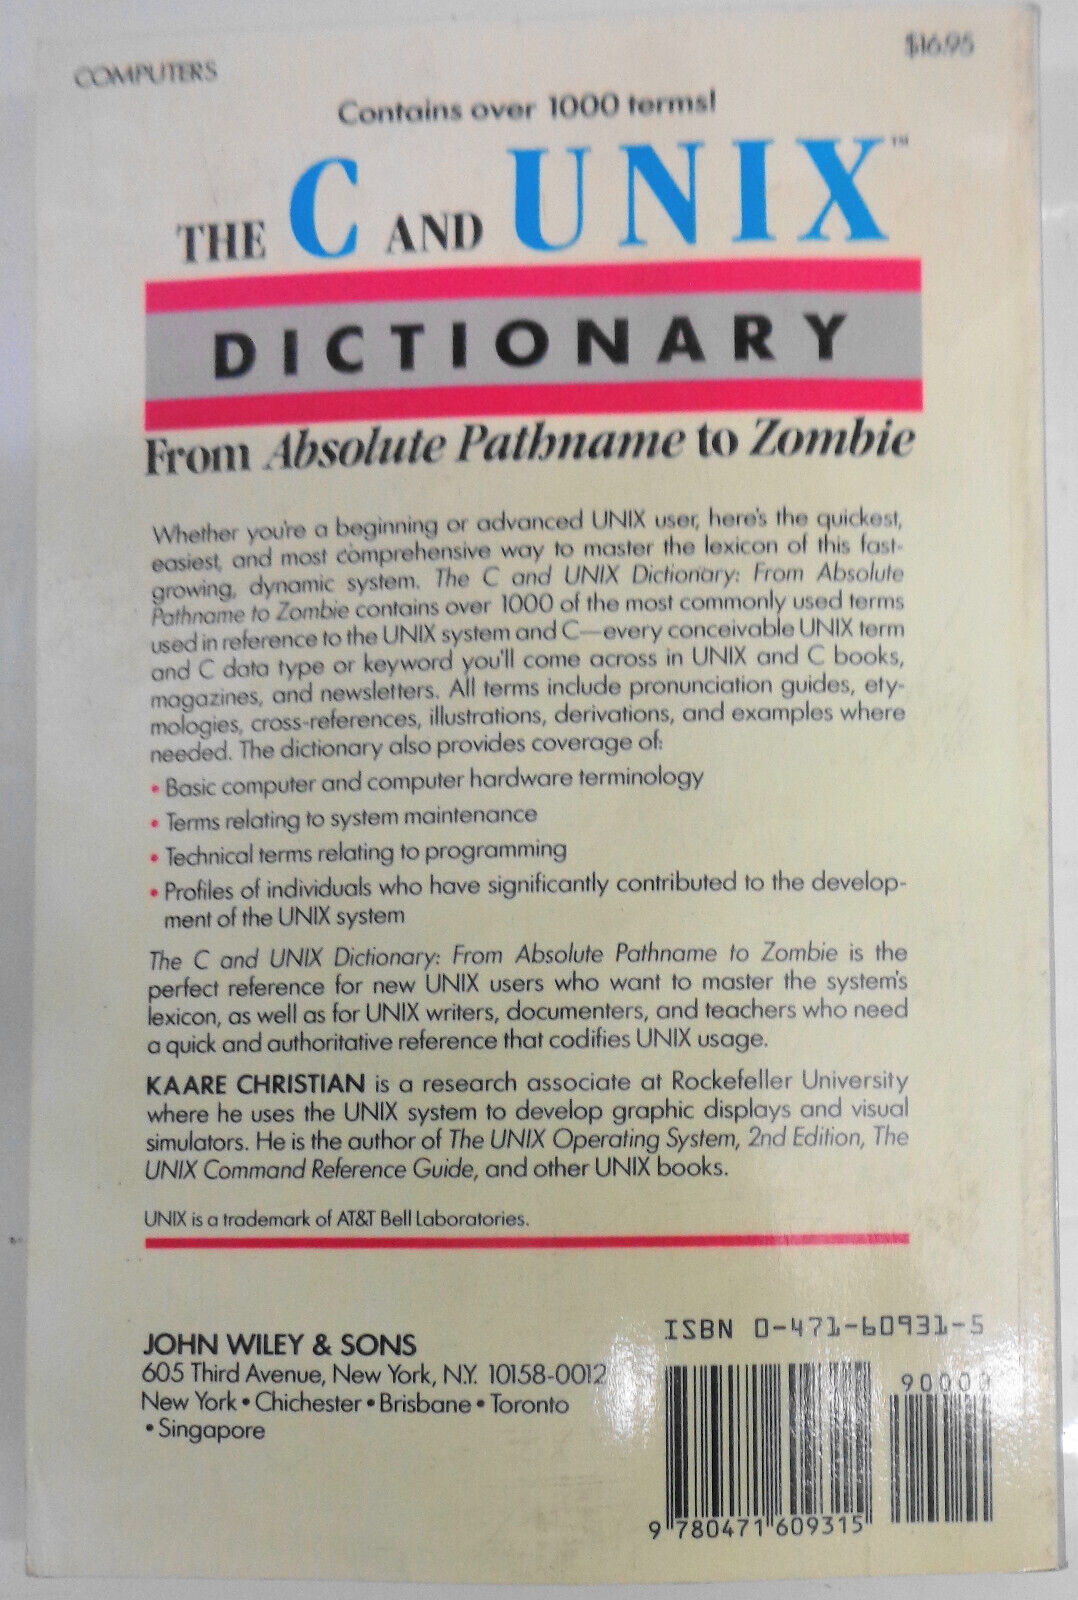 COMPUTERS
$16.95
Contains over 1000 terms!
THE C AND UNIX™
DICTIONARY
From Absolute Pathname to Zombie
Whether you're a beginning or advanced UNIX user, here's the quickest,
easiest, and most comprehensive way to master the lexicon of this fast-
growing, dynamic system. The C and UNIX Dictionary: From Absolute
Pathname to Zombie contains over 1000 of the most commonly used terms
used in reference to the UNIX system and C—every conceivable UNIX term
and C data type or keyword you'll come across in UNIX and C books,
magazines, and newsletters. All terms include pronunciation guides, ety-
mologies, cross-references, illustrations, derivations, and examples where
needed. The dictionary also provides coverage of:
• Basic computer and computer hardware terminology
• Terms relating to system maintenance
• Technical terms relating to programming
• Profiles of individuals who have significantly contributed to the develop-
ment of the UNIX system
The C and UNIX Dictionary: From Absolute Pathname to Zombie is the
perfect reference for new UNIX users who want to master the system's
lexicon, as well as for UNIX writers, documenters, and teachers who need
a quick and authoritative reference that codifies UNIX usage.
KAARE CHRISTIAN is a research associate at Rockefeller University
where he uses the UNIX system to develop graphic displays and visual
simulators. He is the author of The UNIX Operating System, 2nd Edition, The
UNIX Command Reference Guide, and other UNIX books.
UNIX is a trademark of AT&T Bell Laboratories.
JOHN WILEY & SONS
605 Third Avenue, New York, N.Y. 10158-0012
New York • Chichester • Brisbane • Toronto
• Singapore
ISBN 0-471-60931-5
90000
9 780471 609315